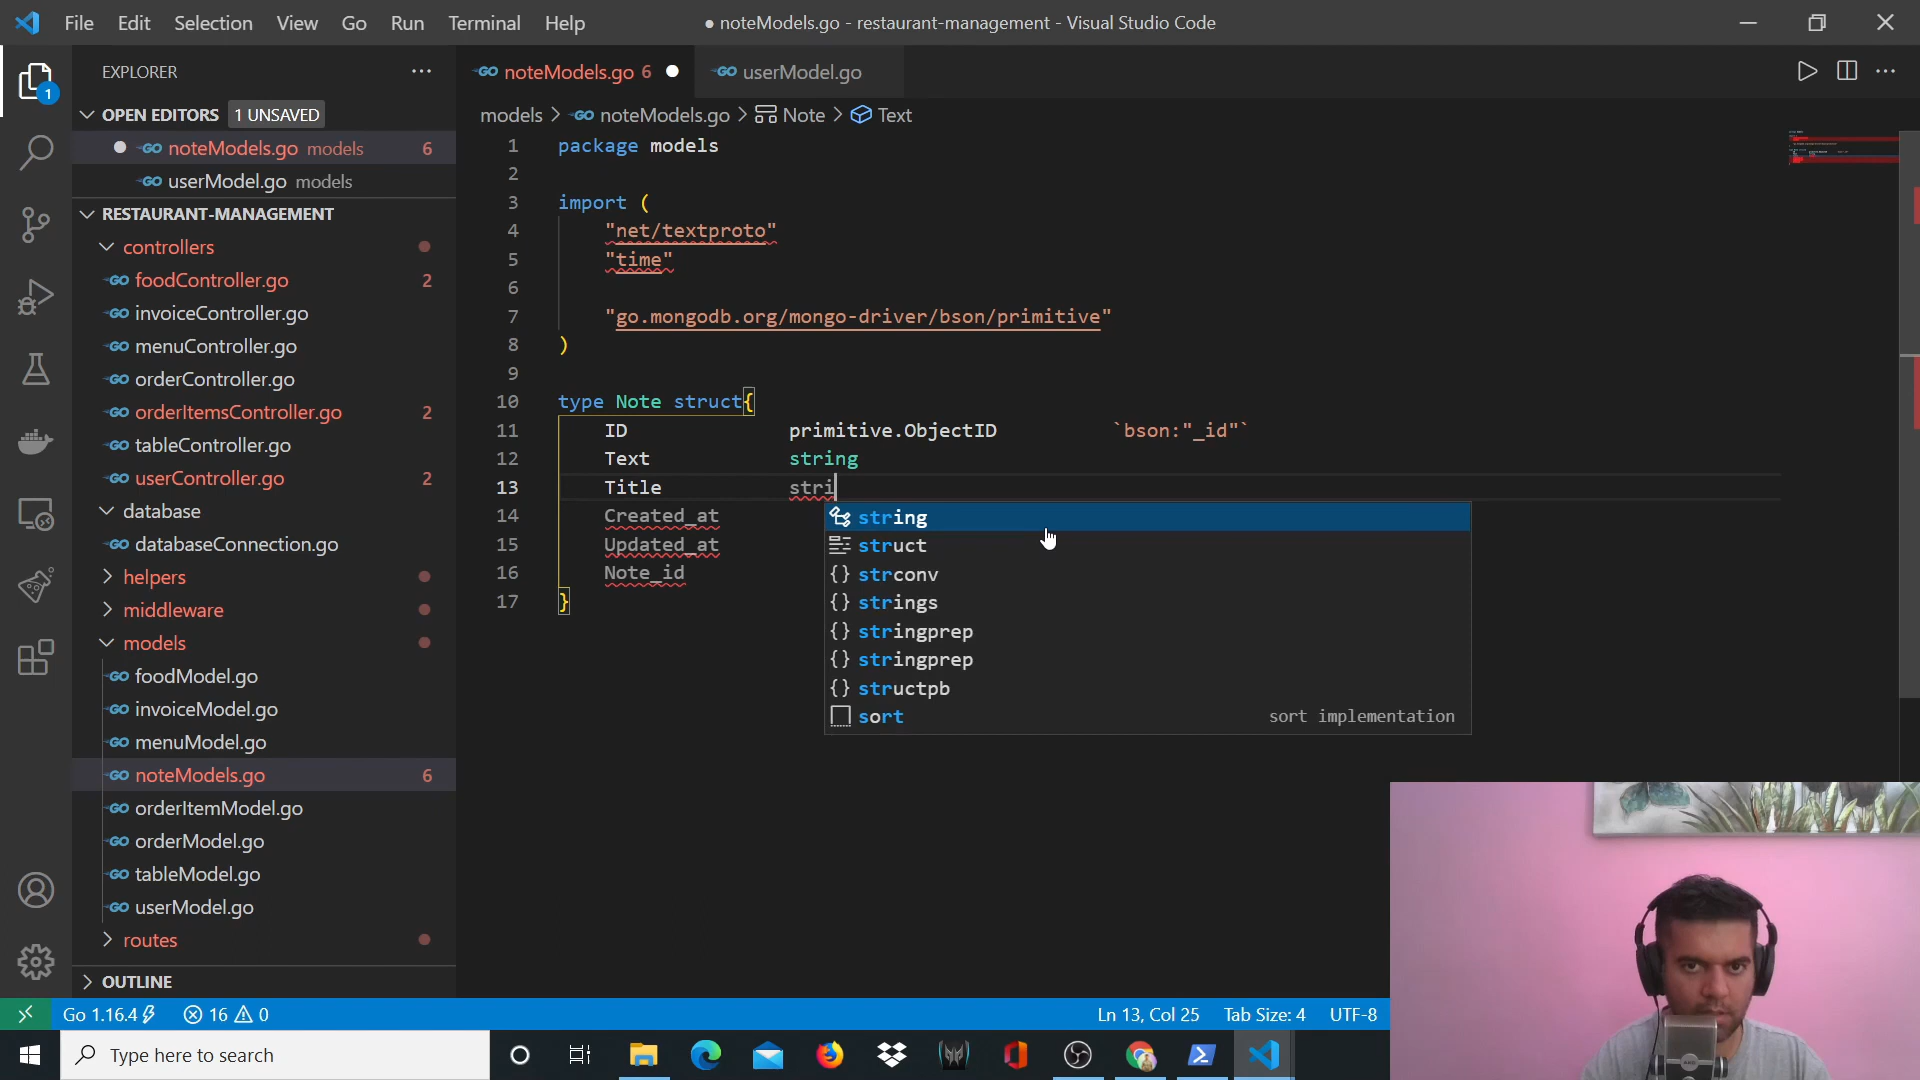 File Edit Selection View Go Run Terminal Help ● noteModels.go - restaurant-management - Visual Studio Code
EXPLORER ···
noteModels.go 6 ● userModel.go
OPEN EDITORS 1 UNSAVED
models > noteModels.go > Note > Text
noteModels.go models 6
userModel.go models
RESTAURANT-MANAGEMENT
controllers
foodController.go 2
invoiceController.go
menuController.go
orderController.go
orderItemsController.go 2
tableController.go
userController.go 2
database
databaseConnection.go
helpers
middleware
models
foodModel.go
invoiceModel.go
menuModel.go
noteModels.go 6
orderItemModel.go
orderModel.go
tableModel.go
userModel.go
routes
OUTLINE
1 package models
2
3 import (
4 "net/textproto"
5 "time"
6
7 "go.mongodb.org/mongo-driver/bson/primitive"
8 )
9
10 type Note struct{
11 ID primitive.ObjectID `bson:"_id"`
12 Text string
13 Title stri
14 Created_at
15 Updated_at
16 Note_id
17 }
string
struct
strconv
strings
stringprep
stringprep
structpb
sort sort implementation
1
Go 1.16.4 16 0 Ln 13, Col 25 Tab Size: 4 UTF-8
Type here to search